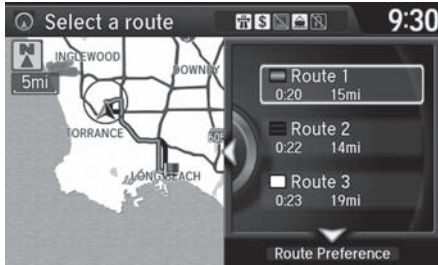 Select a route
9:30
N
5mi
INGLEWOOD
DOWNEY
TORRANCE
605
LONG BEACH
Route 1
0:20 15mi
Route 2
0:22 14mi
Route 3
0:23 19mi
Route Preference